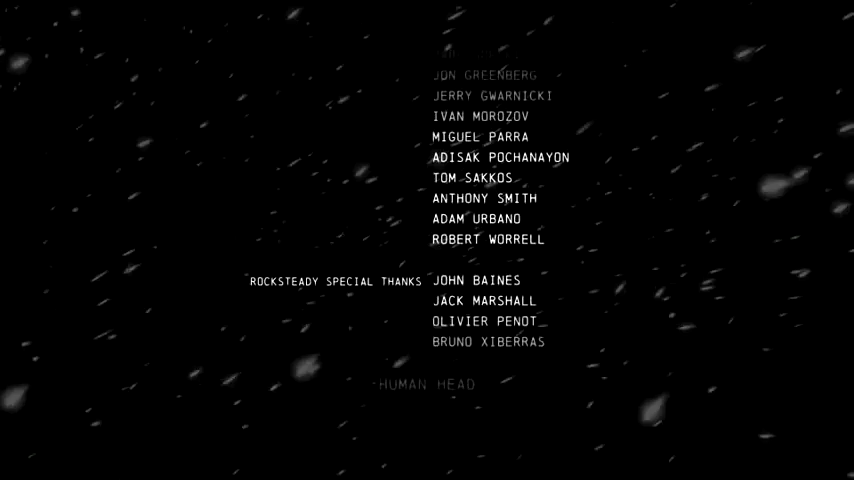 JON GREENBERG
JERRY GWARNICKI
IVAN MOROZOV
MIGUEL PARRA
ADISAK POCHANAYON
TOM SAKKOS
ANTHONY SMITH
ADAM URBANO
ROBERT WORRELL
ROCKSTEADY SPECIAL THANKS JOHN BAINES
JACK MARSHALL
OLIVIER PENOT
BRUNO XIBERRAS
HUMAN HEAD